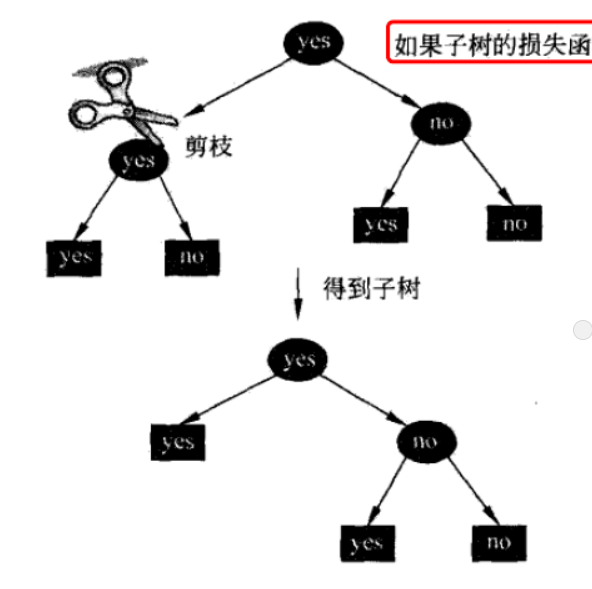 yes
如果子树的损失函
no
剪枝
yes
yes
no
yes
no
得到子树
yes
yes
no
yes
no